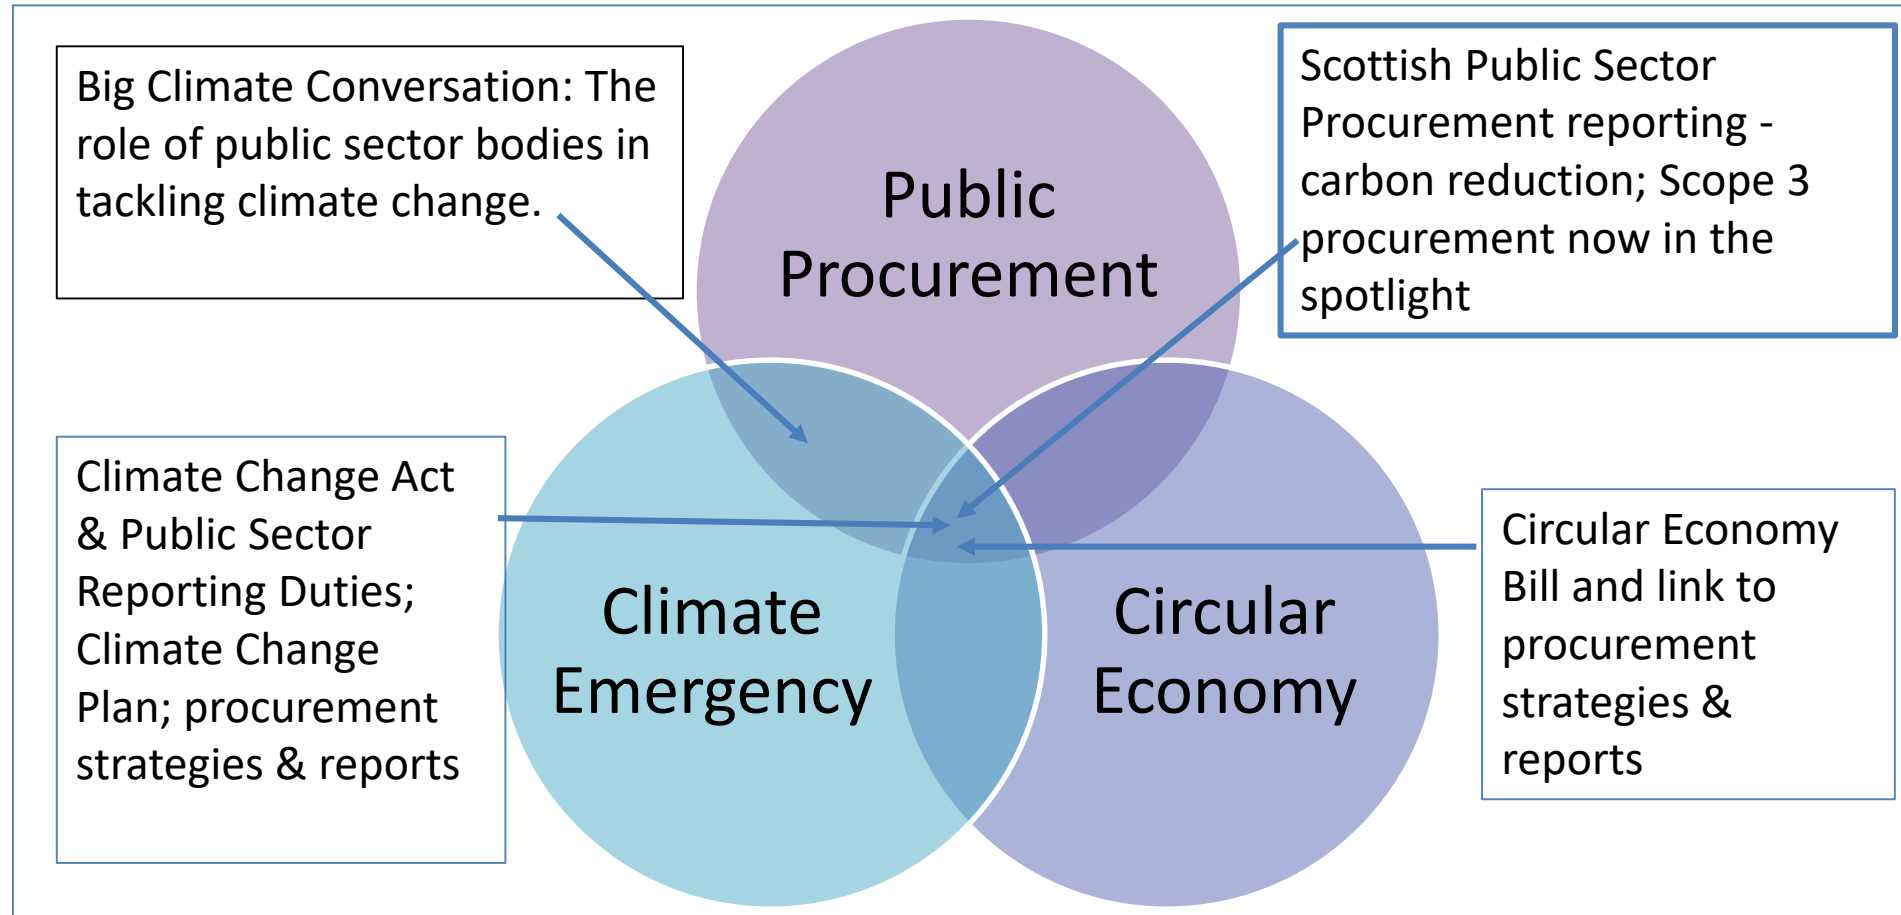 Big Climate Conversation: The
role of public sector bodies in
tackling climate change.
Public
Procurement
Scottish Public Sector
Procurement reporting -
carbon reduction; Scope 3
procurement now in the
spotlight
Climate Change Act
& Public Sector
Reporting Duties;
Climate Change
Plan; procurement
strategies & reports
Climate
Emergency
Circular
Economy
Circular Economy
Bill and link to
procurement
strategies &
reports